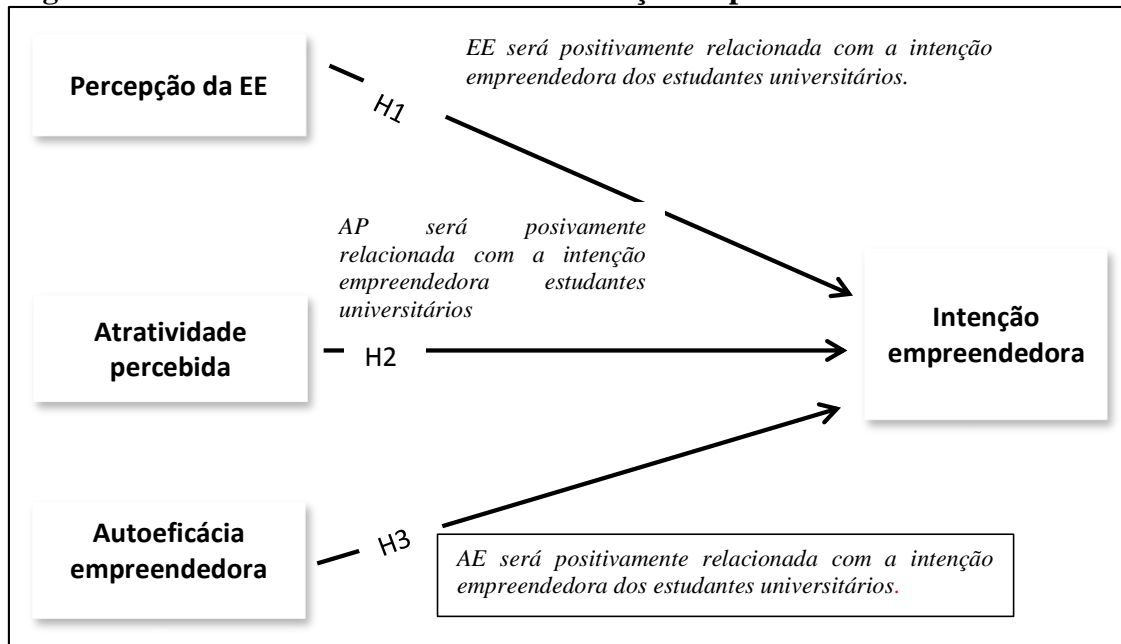 EE será positivamente relacionada com a intenção
empreendedora dos estudantes universitários.
Percepção da EE
H1
AP será posivamente
relacionada com a intenção
empreendedora estudantes
universitários
Atratividade
percebida
H2
Intenção
empreendedora
Autoeficácia
empreendedora
H3
AE será positivamente relacionada com a intenção
empreendedora dos estudantes universitários.